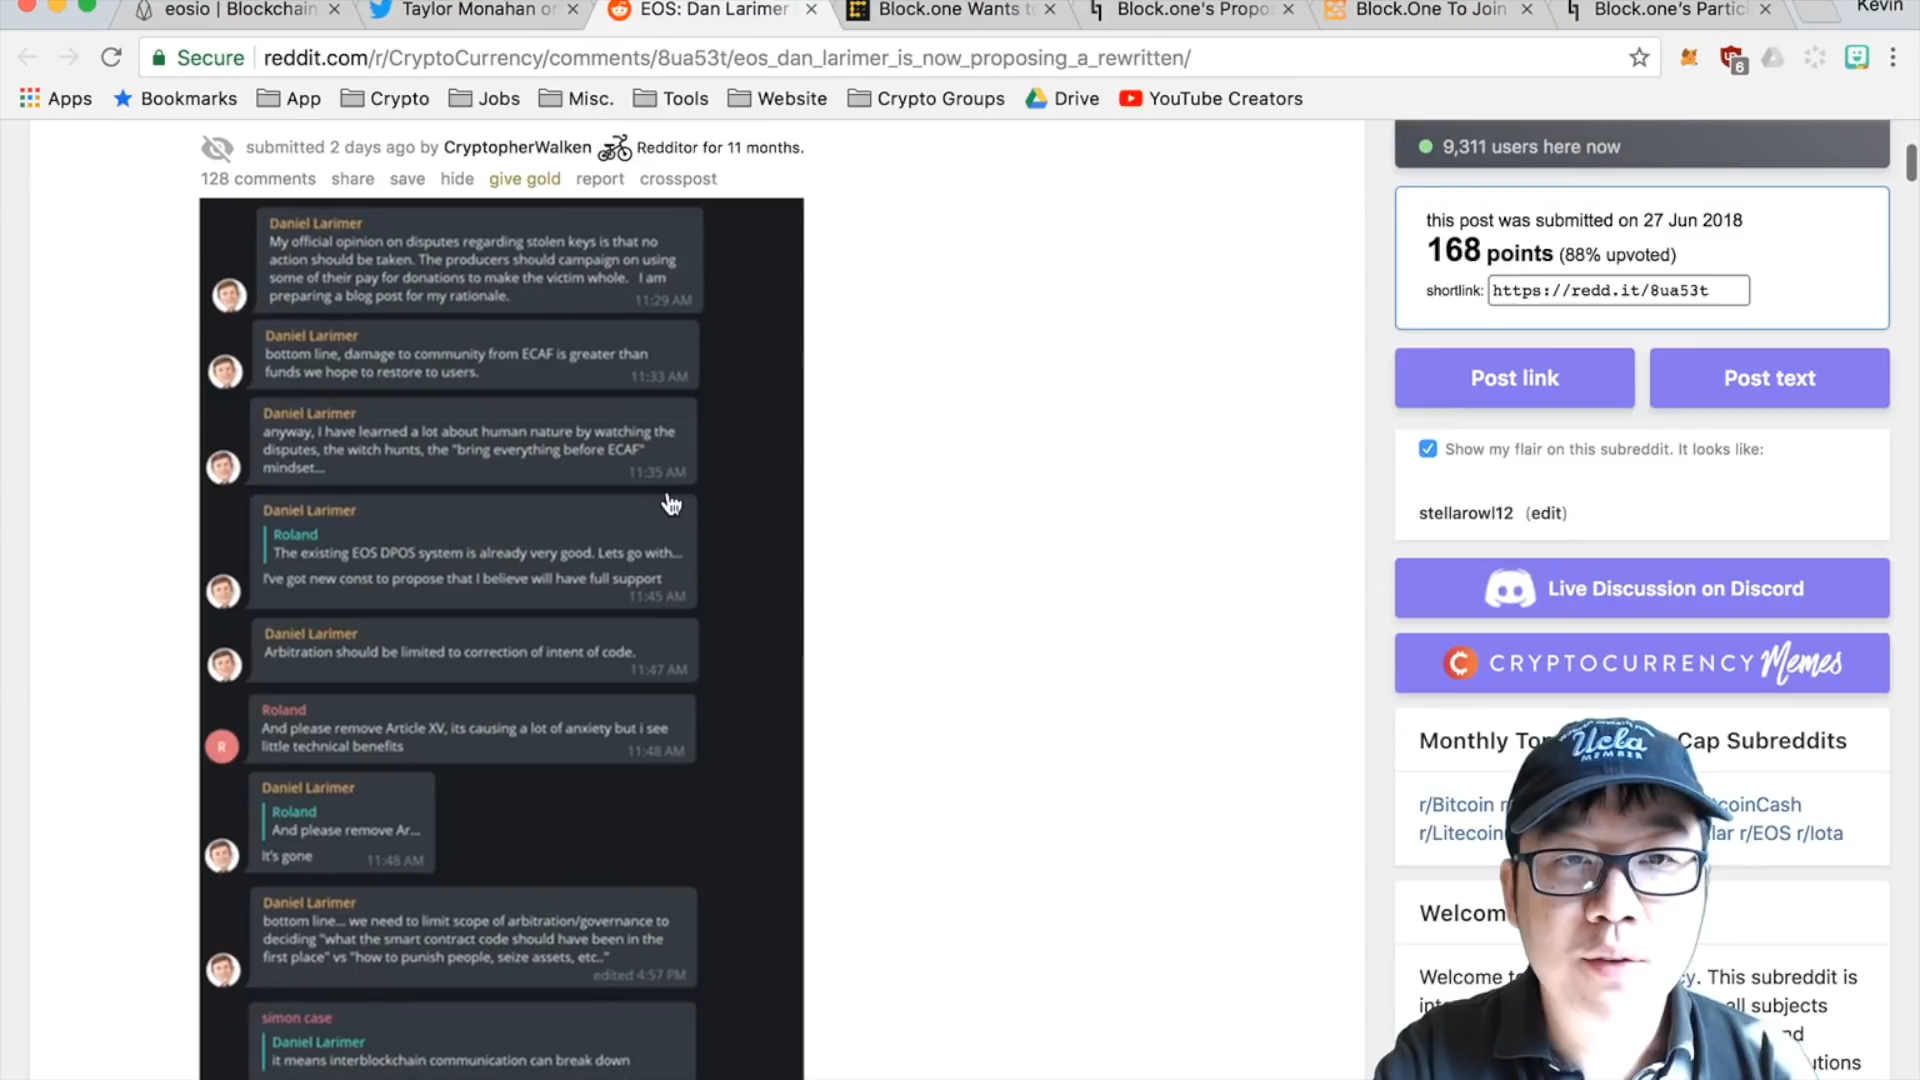 eosio | Blockchain
Taylor Monahan on
EOS: Dan Larimer
Block.one Wants to
Block.one's Propo
Block.One To Join
Block.one's Partici
Kevin
Secure
reddit.com/r/CryptoCurrency/comments/8ua53t/eos_dan_larimer_is_now_proposing_a_rewritten/
6
Apps
Bookmarks
App
Crypto
Jobs
Misc.
Tools
Website
Crypto Groups
Drive
YouTube Creators
submitted 2 days ago by CryptopherWalken Redditor for 11 months.
128 comments share save hide give gold report crosspost
Daniel Larimer
My official opinion on disputes regarding stolen keys is that no
action should be taken. The producers should campaign on using
some of their pay for donations to make the victim whole. I am
preparing a blog post for my rationale.
11:29 AM
Daniel Larimer
bottom line, damage to community from ECAF is greater than
funds we hope to restore to users.
11:33 AM
Daniel Larimer
anyway, I have learned a lot about human nature by watching the
disputes, the witch hunts, the "bring everything before ECAF"
mindset...
11:35 AM
Daniel Larimer
Roland
The existing EOS DPOS system is already very good. Lets go with...
I've got new const to propose that I believe will have full support
11:45 AM
Daniel Larimer
Arbitration should be limited to correction of intent of code.
11:47 AM
Roland
And please remove Article XV, its causing a lot of anxiety but i see
little technical benefits
11:48 AM
R
Daniel Larimer
Roland
And please remove Ar...
It's gone
11:48 AM
Daniel Larimer
bottom line... we need to limit scope of arbitration/governance to
deciding "what the smart contract code should have been in the
first place" vs "how to punish people, seize assets, etc.."
edited 4:57 PM
simon case
Daniel Larimer
it means interblockchain communication can break down
9,311 users here now
this post was submitted on 27 Jun 2018
168 points (88% upvoted)
shortlink: https://redd.it/8ua53t
Post link
Post text
Show my flair on this subreddit. It looks like:
stellarowl12 (edit)
Live Discussion on Discord
CRYPTOCURRENCY Memes
Monthly Cap Subreddits
r/Bitcoin
r/Litecoin r/EOS r/Iota
Ucla
MEMBER
Welcome This subreddit is
all subjects